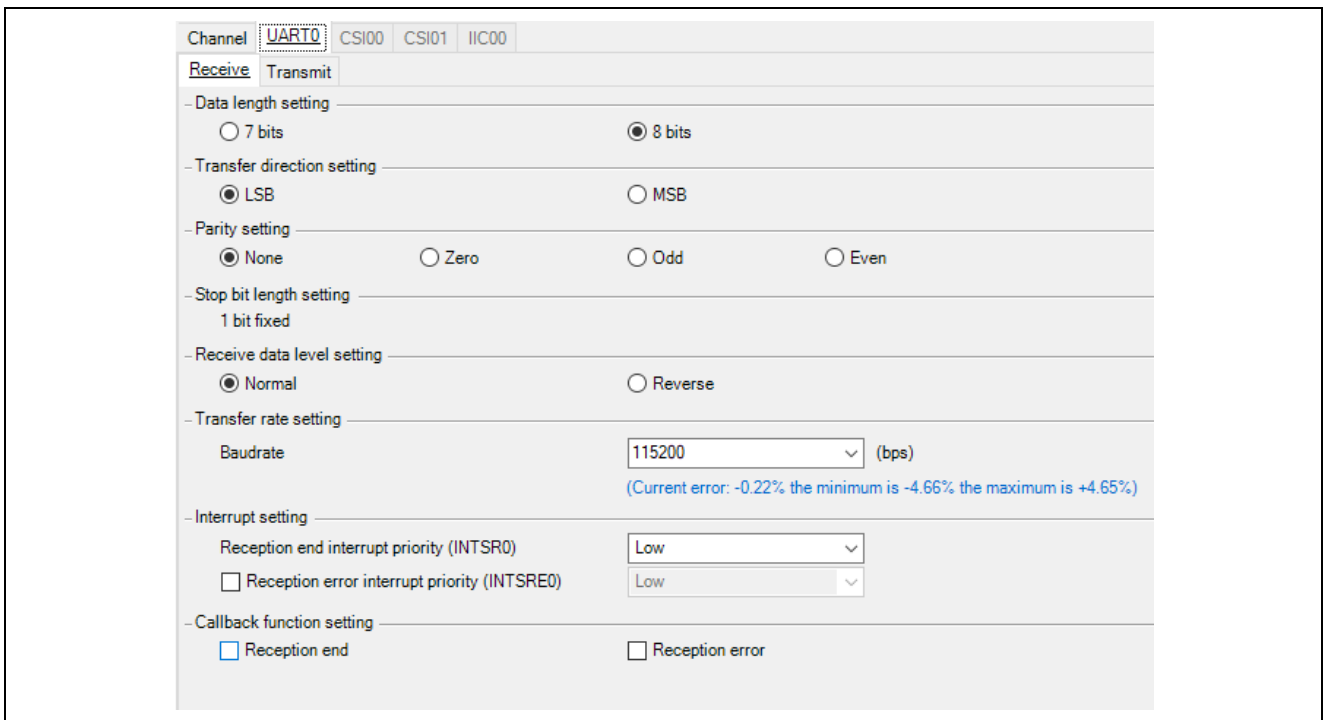 Channel UART0 CSI00 CSI01 IIC00
Receive Transmit
Data length setting
7 bits 8 bits
Transfer direction setting
LSB MSB
Parity setting
None Zero Odd Even
Stop bit length setting
1 bit fixed
Receive data level setting
Normal Reverse
Transfer rate setting
Baudrate 115200 (bps)
(Current error: -0.22% the minimum is -4.66% the maximum is +4.65%)
Interrupt setting
Reception end interrupt priority (INTSR0) Low
Reception error interrupt priority (INTSRE0) Low
Callback function setting
Reception end Reception error